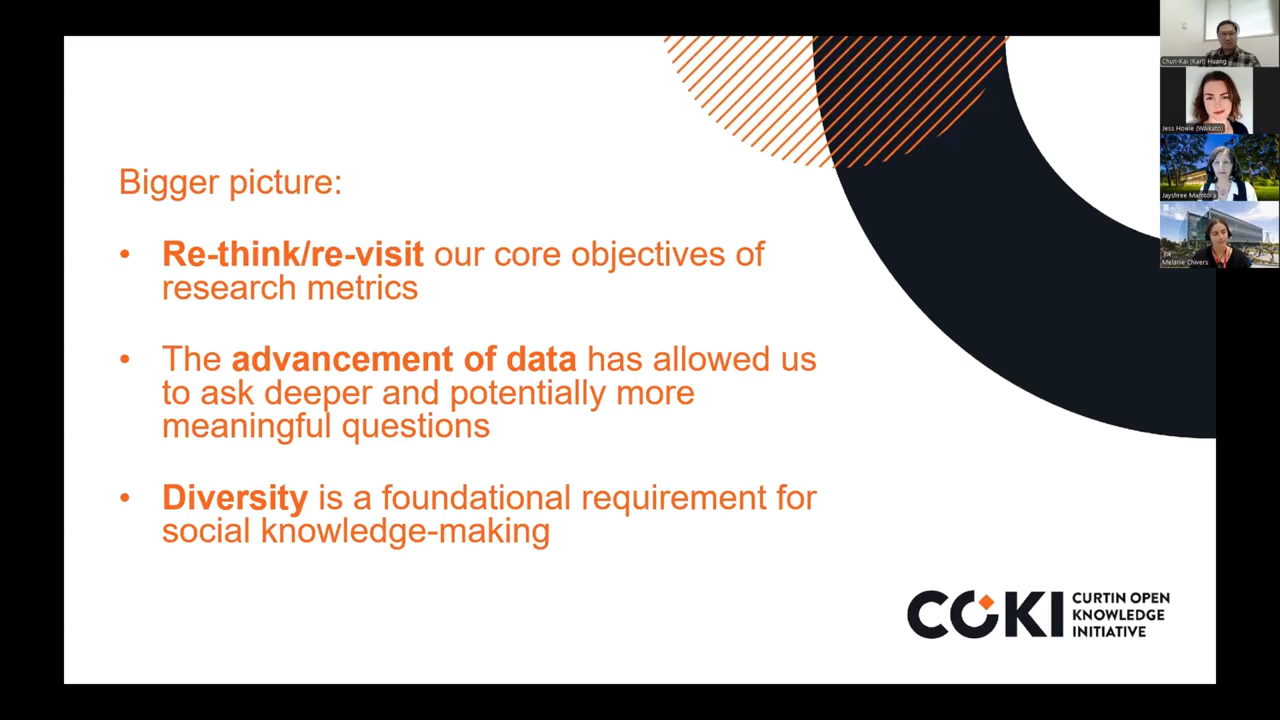 Bigger picture:
• Re-think/re-visit our core objectives of
research metrics
• The advancement of data has allowed us
to ask deeper and potentially more
meaningful questions
• Diversity is a foundational requirement for
social knowledge-making
COKI CURTIN OPEN
KNOWLEDGE
INITIATIVE
Chun-Kai (Karl) Huang
Jess Howie (Waikato)
Jayshree Mamtora
Melanie Chivers